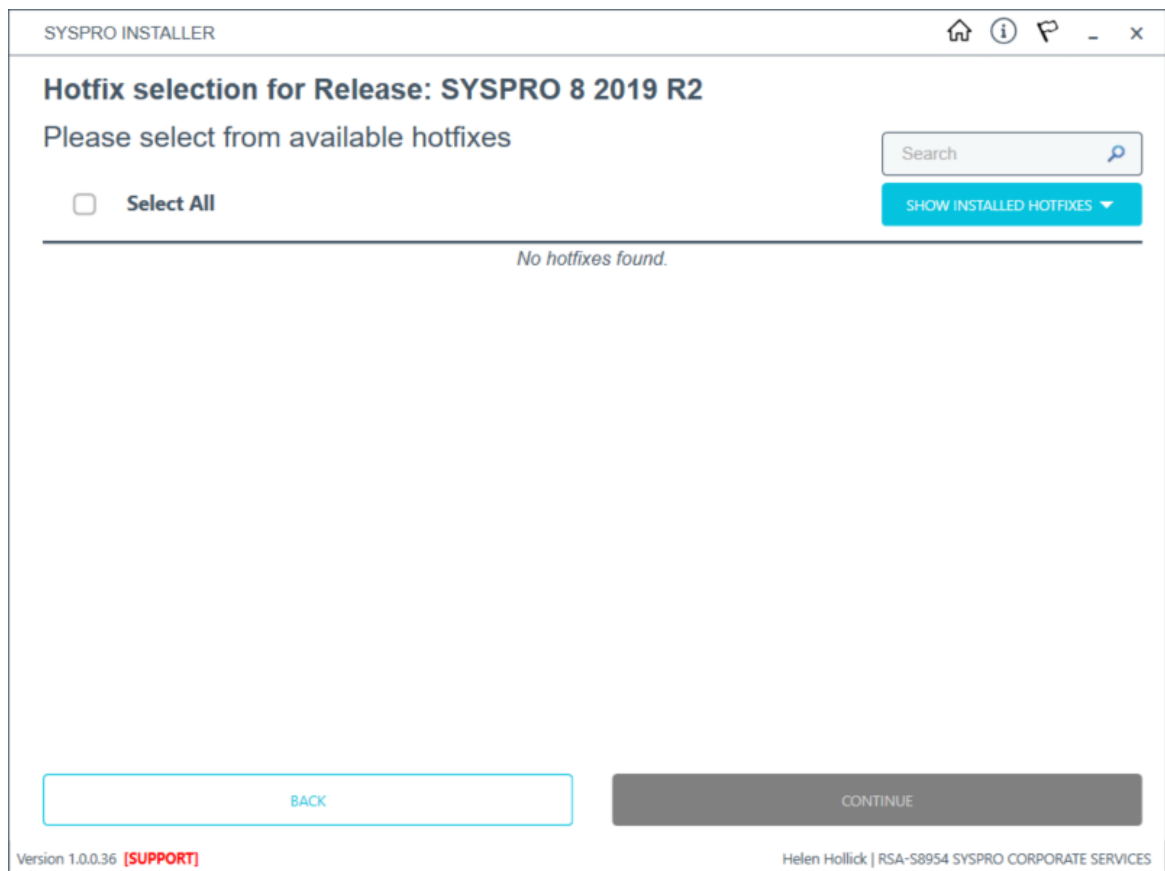 SYSPRO INSTALLER
Hotfix selection for Release: SYSPRO 8 2019 R2
Please select from available hotfixes
Search
Select All
SHOW INSTALLED HOTFIXES
No hotfixes found.
BACK
CONTINUE
Version 1.0.0.36 [SUPPORT]
Helen Hollick | RSA-S8954 SYSPRO CORPORATE SERVICES